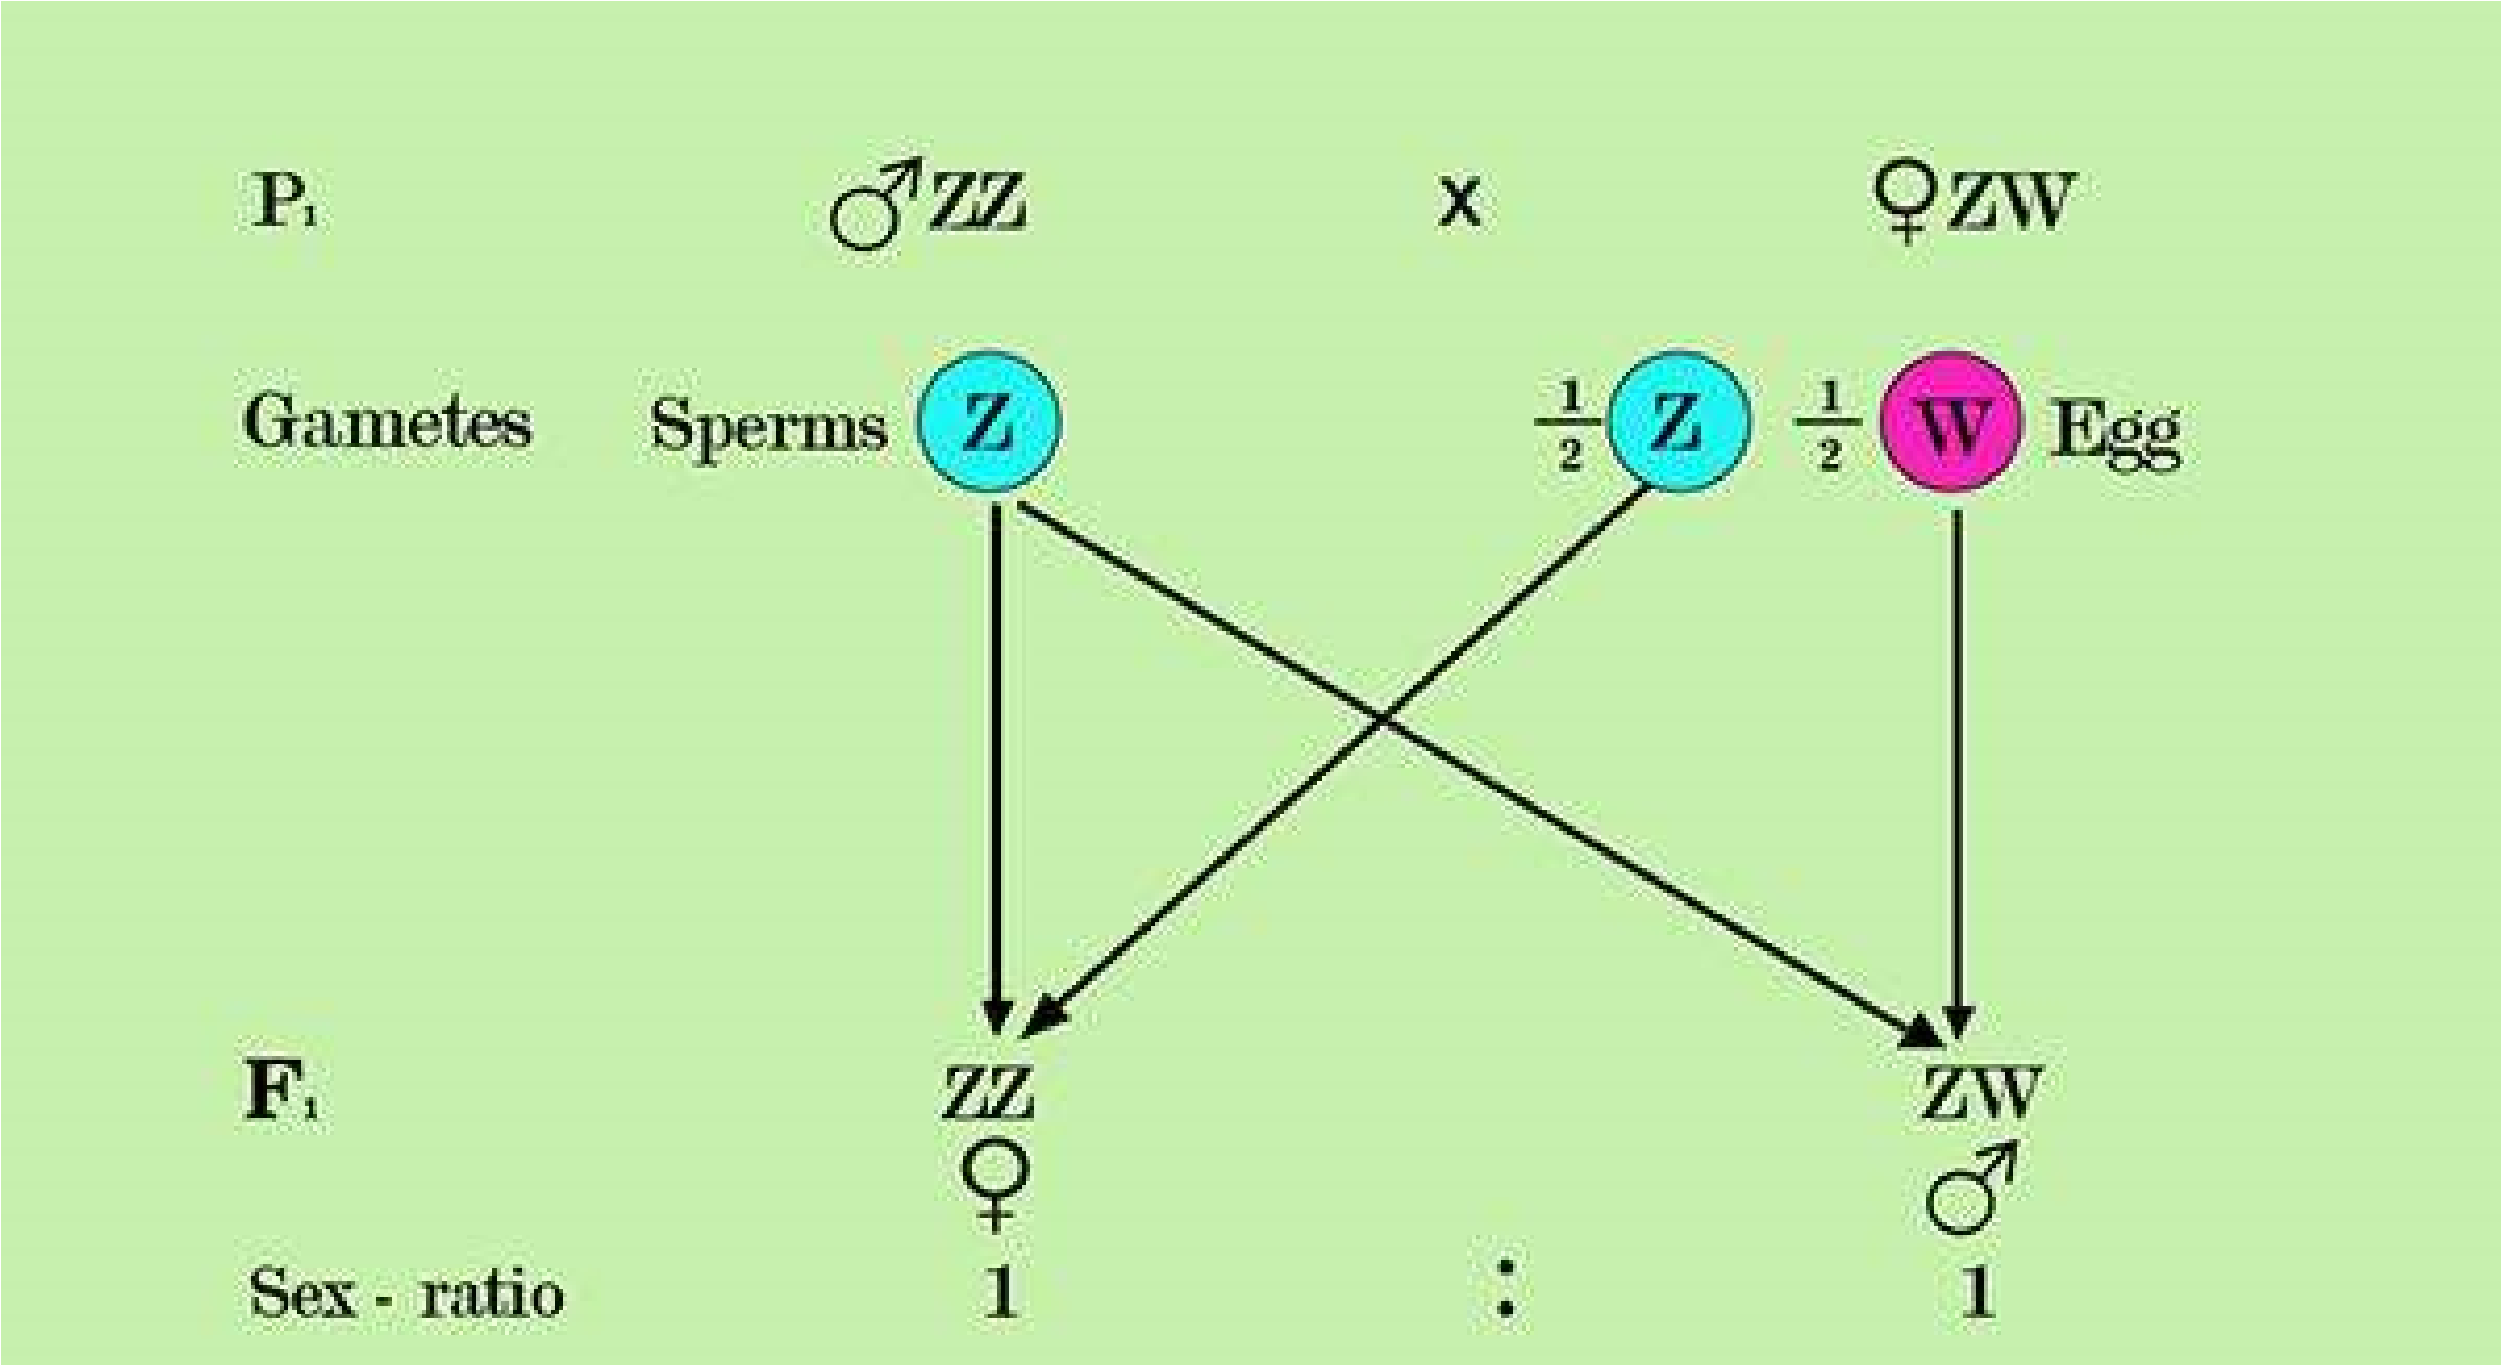 P₁ ♂ZZ x ♀ZW
Gametes Sperms Z 1/2 Z 1/2 W Egg
F₁ ZZ ZW
♀ ♂
Sex - ratio 1 : 1